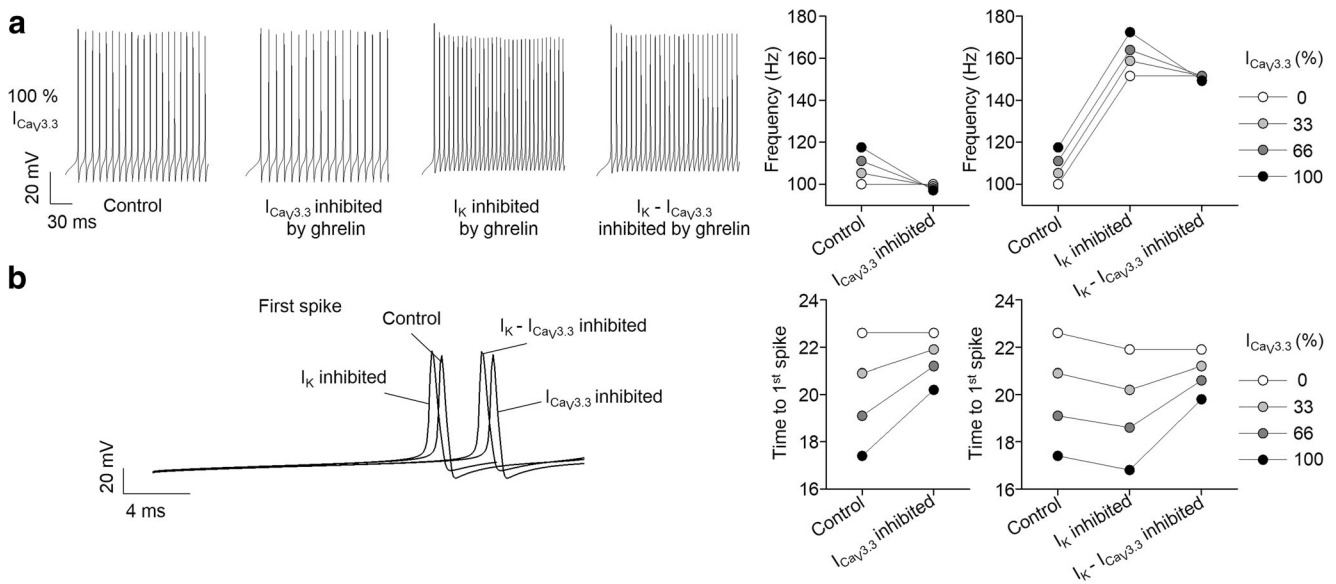 a
100 %
ICaV3.3
20 mV
30 ms
Control
ICaV3.3 inhibited
by ghrelin
IK inhibited
by ghrelin
IK - ICaV3.3
inhibited by ghrelin
Frequency (Hz)
180
160
140
120
100
Control
ICaV3.3 inhibited
Frequency (Hz)
180
160
140
120
100
Control
IK inhibited
IK - ICaV3.3 inhibited
ICaV3.3 (%)
0
33
66
100
b
First spike
Control
IK - ICaV3.3 inhibited
IK inhibited
ICaV3.3 inhibited
20 mV
4 ms
Time to 1st spike
24
22
20
18
16
Control
ICaV3.3 inhibited
Time to 1st spike
24
22
20
18
16
Control
IK inhibited
IK - ICaV3.3 inhibited
ICaV3.3 (%)
0
33
66
100